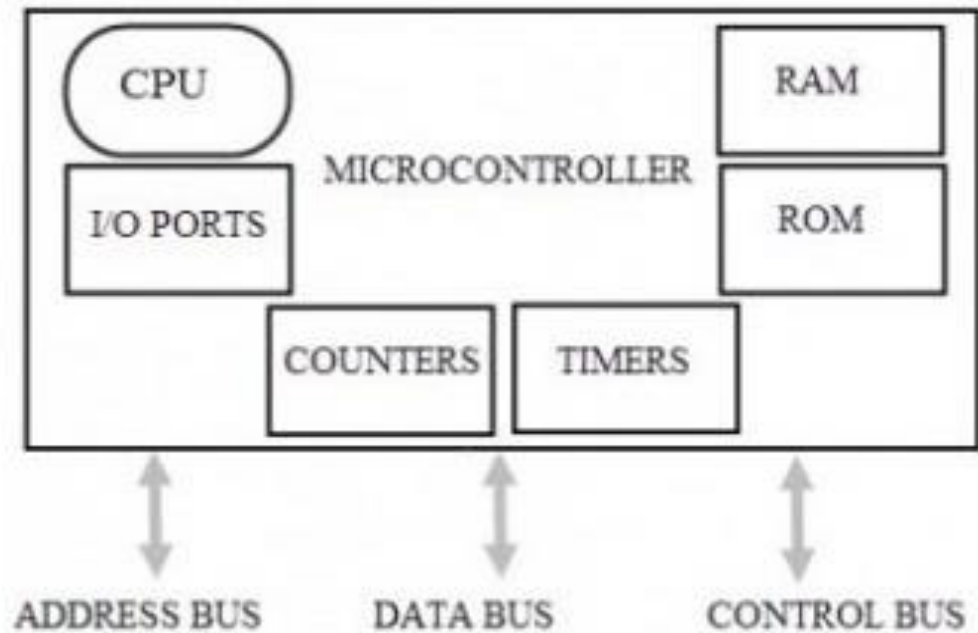 CPU
RAM
MICROCONTROLLER
I/O PORTS
ROM
COUNTERS
TIMERS
ADDRESS BUS
DATA BUS
CONTROL BUS